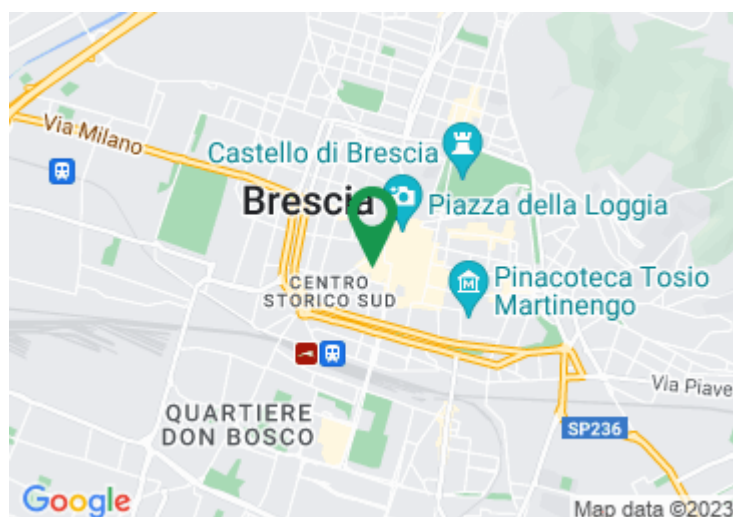 Via Milano
Castello di Brescia
Brescia
Piazza della Loggia
CENTRO
STORICO SUD
Pinacoteca Tosio
Martinengo
Via Piave
QUARTIERE
DON BOSCO
SP236
Google
Map data ©2023